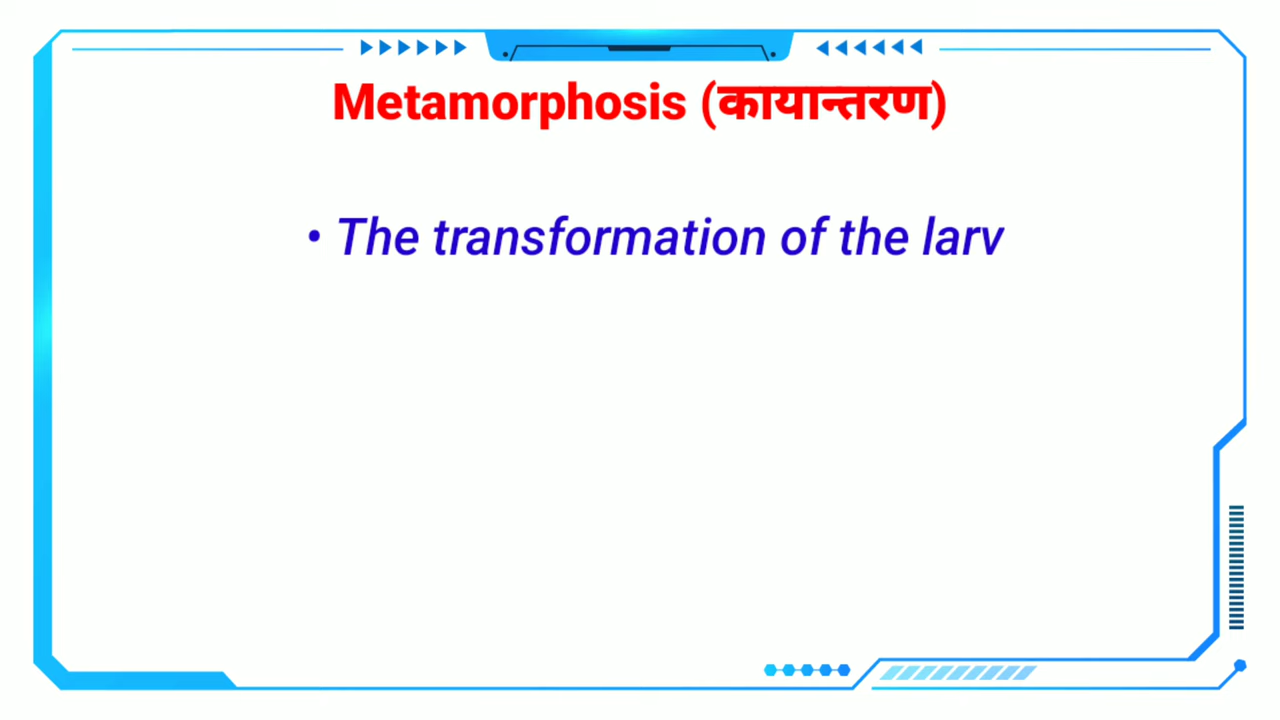 Metamorphosis (कायान्तरण)
• The transformation of the larv